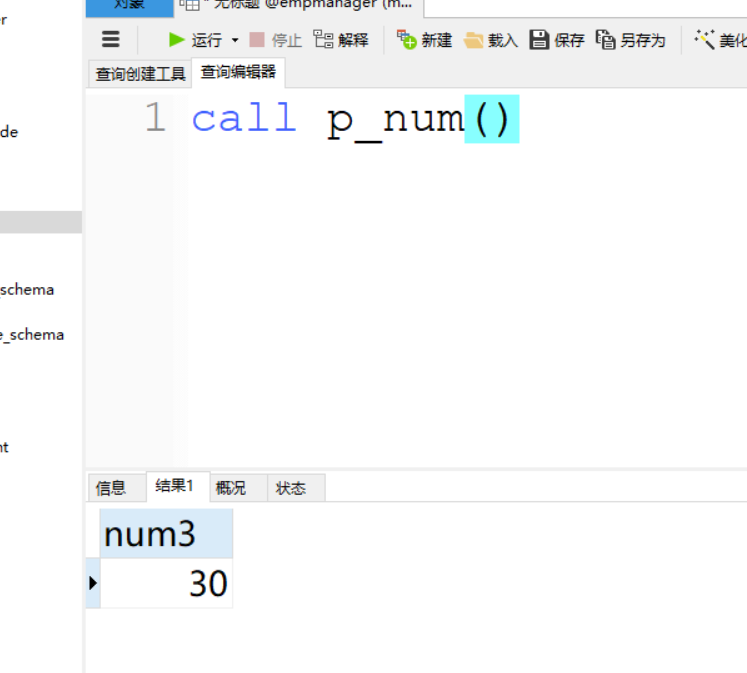 对象 * 无标题 @empmanager (m...
运行 停止 解释 新建 载入 保存 另存为 美化
查询创建工具 查询编辑器
1 call p_num()
de
schema
e_schema
nt
信息 结果1 概况 状态
num3
30